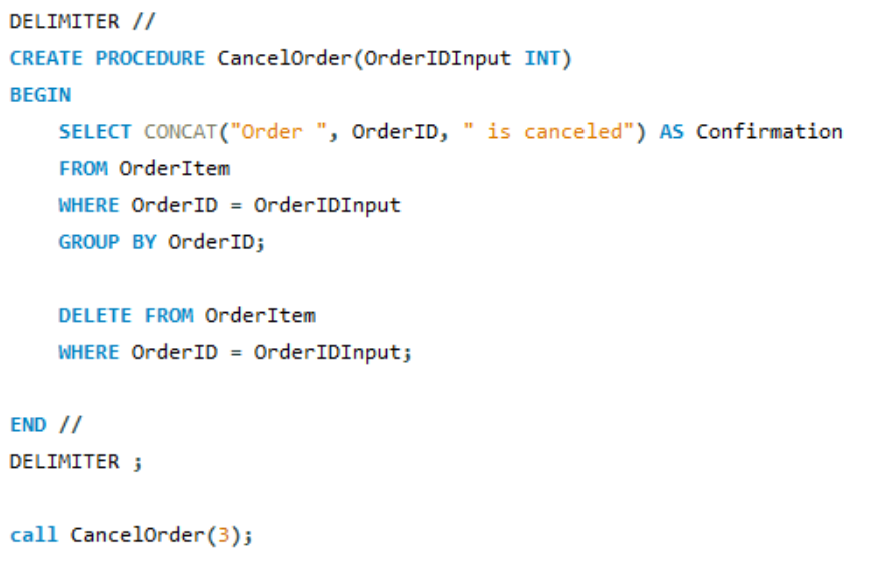 DELIMITER //
CREATE PROCEDURE CancelOrder(OrderIDInput INT)
BEGIN
SELECT CONCAT("Order ", OrderID, " is canceled") AS Confirmation
FROM OrderItem
WHERE OrderID = OrderIDInput
GROUP BY OrderID;
DELETE FROM OrderItem
WHERE OrderID = OrderIDInput;
END //
DELIMITER ;
call CancelOrder(3);